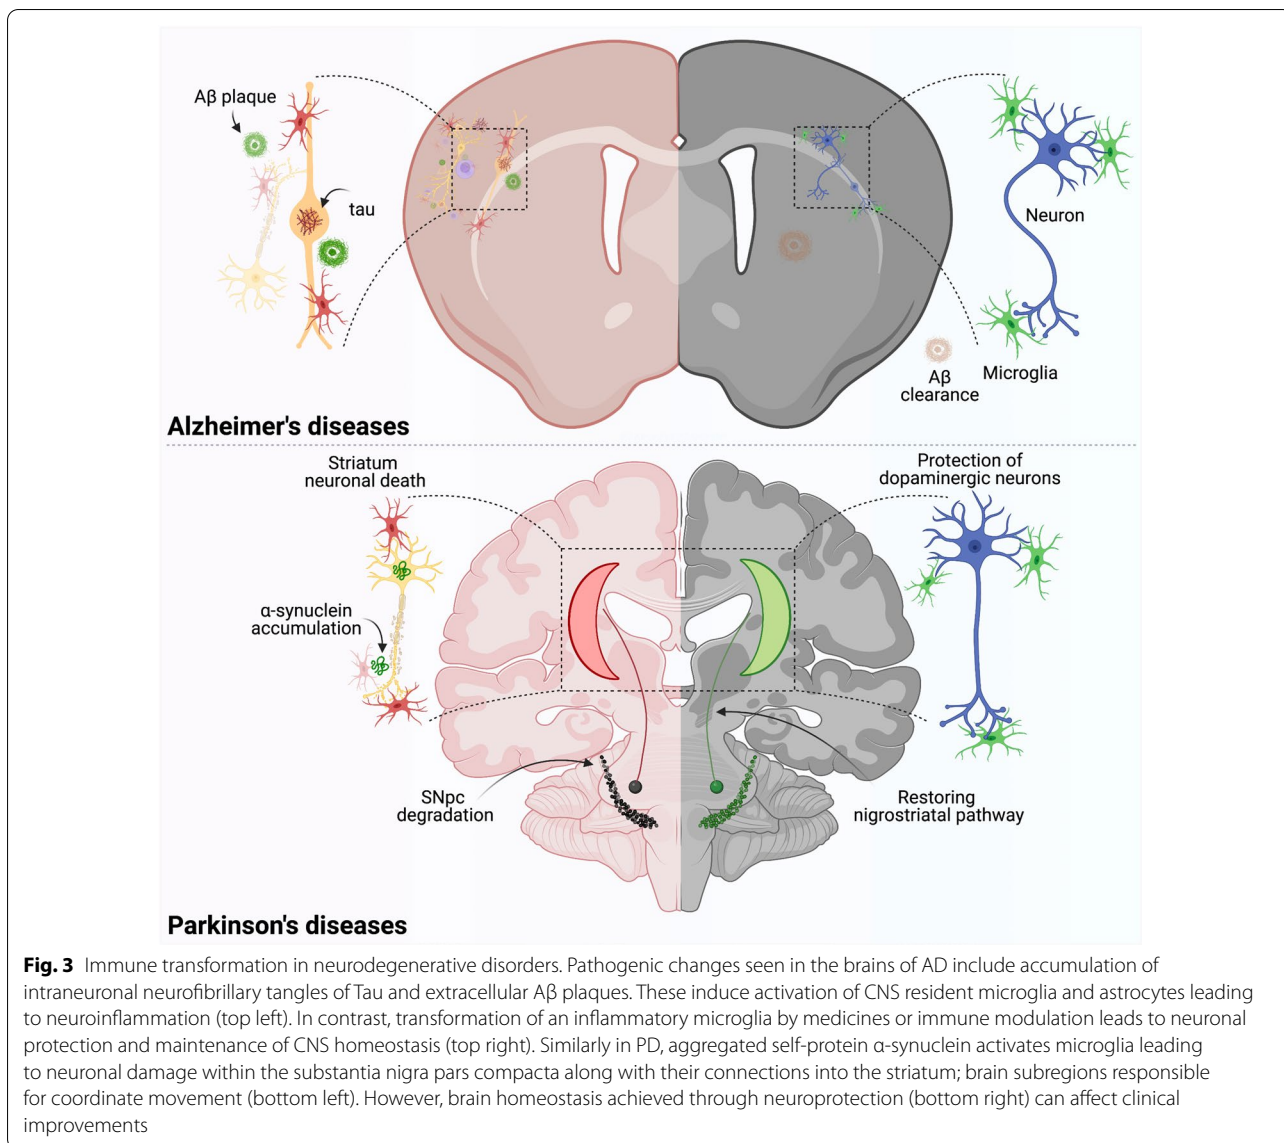 Aβ plaque
tau
Neuron
Microglia
Aβ
clearance
Alzheimer's diseases
Striatum
neuronal death
Protection of
dopaminergic neurons
α-synuclein
accumulation
SNpc
degradation
Restoring
nigrostriatal pathway
Parkinson's diseases
Fig. 3 Immune transformation in neurodegenerative disorders. Pathogenic changes seen in the brains of AD include accumulation of
intraneuronal neurofibrillary tangles of Tau and extracellular Aβ plaques. These induce activation of CNS resident microglia and astrocytes leading
to neuroinflammation (top left). In contrast, transformation of an inflammatory microglia by medicines or immune modulation leads to neuronal
protection and maintenance of CNS homeostasis (top right). Similarly in PD, aggregated self-protein α-synuclein activates microglia leading
to neuronal damage within the substantia nigra pars compacta along with their connections into the striatum; brain subregions responsible
for coordinate movement (bottom left). However, brain homeostasis achieved through neuroprotection (bottom right) can affect clinical
improvements